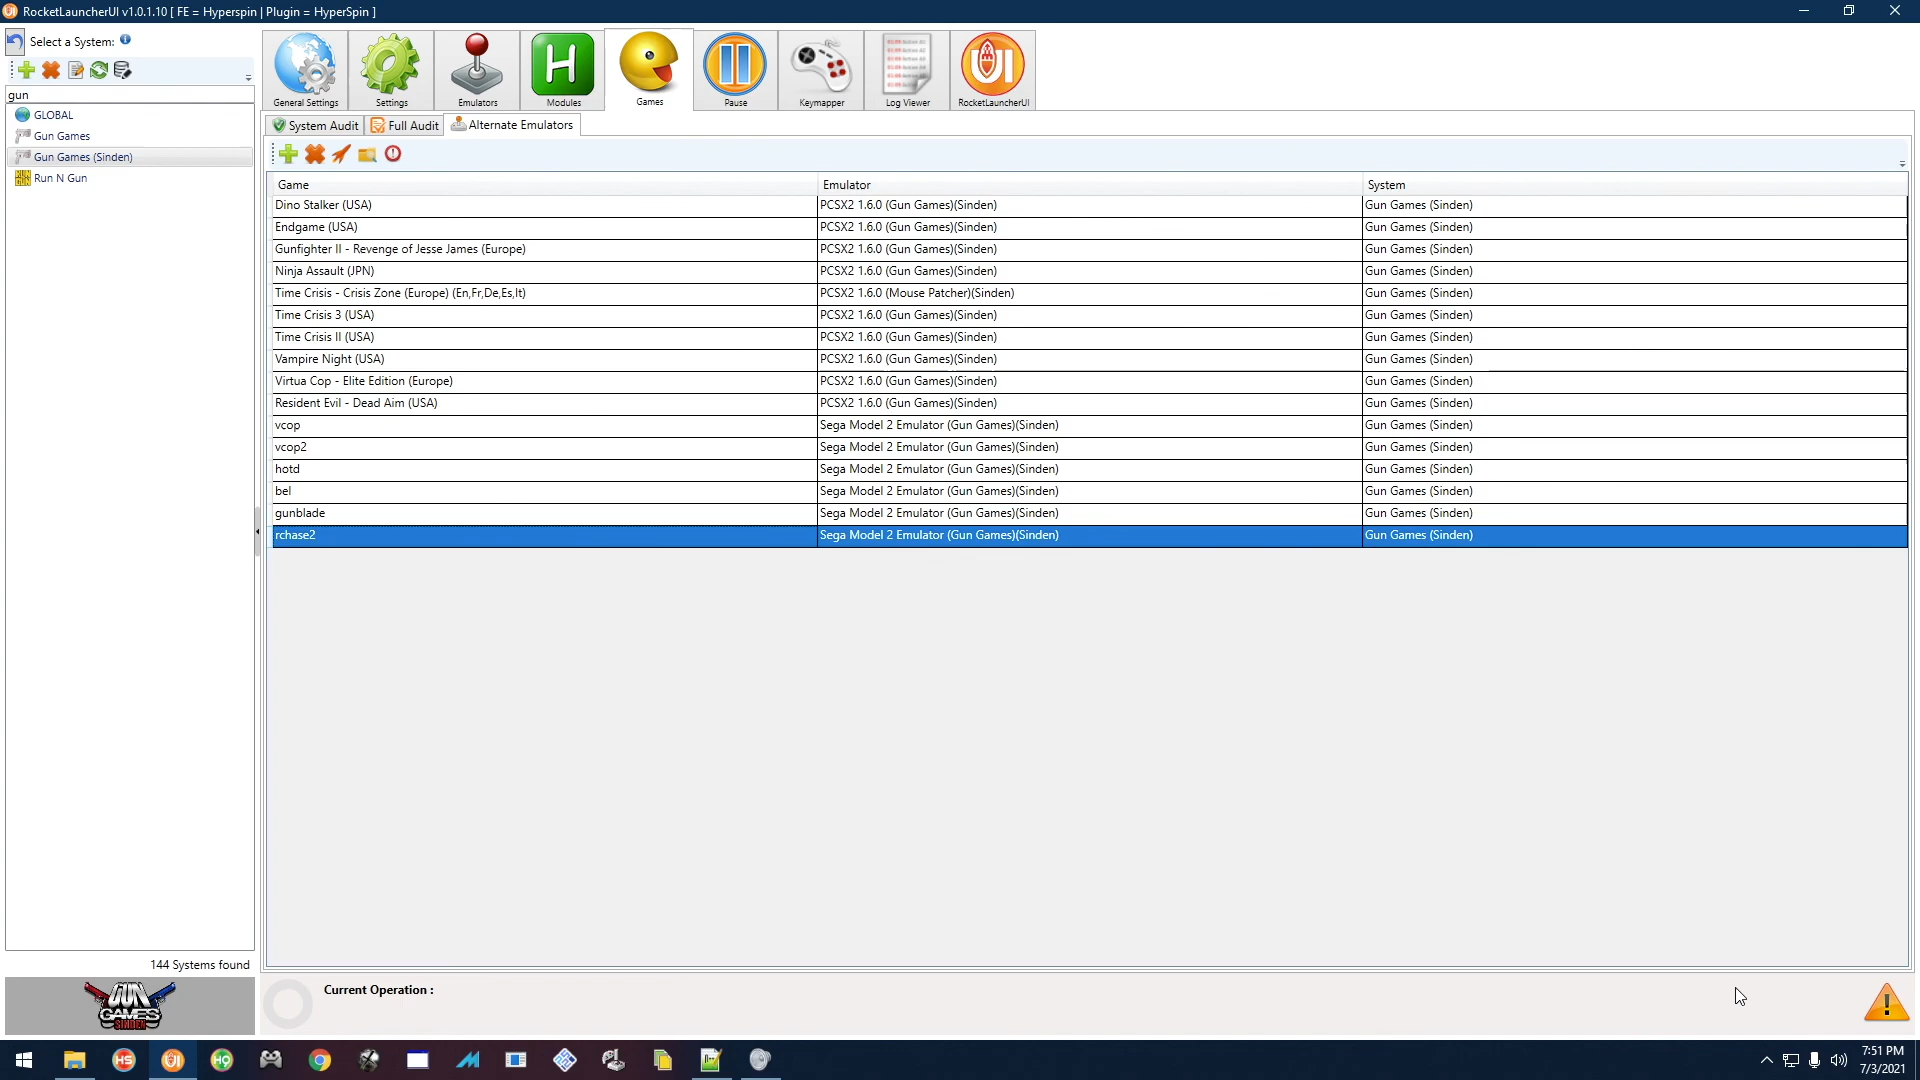 RocketLauncherUI v1.0.1.10 [ FE = Hyperspin | Plugin = HyperSpin ]
Select a System:
gun
GLOBAL
Gun Games
Gun Games (Sinden)
Run N Gun
144 Systems found
GUN
GAMES
SINDEN
General Settings
Settings
Emulators
H
Modules
Games
Pause
Keymapper
Log Viewer
UI
RocketLauncherUI
System Audit
Full Audit
Alternate Emulators
Game Emulator System
Dino Stalker (USA) PCSX2 1.6.0 (Gun Games)(Sinden) Gun Games (Sinden)
Endgame (USA) PCSX2 1.6.0 (Gun Games)(Sinden) Gun Games (Sinden)
Gunfighter II - Revenge of Jesse James (Europe) PCSX2 1.6.0 (Gun Games)(Sinden) Gun Games (Sinden)
Ninja Assault (JPN) PCSX2 1.6.0 (Gun Games)(Sinden) Gun Games (Sinden)
Time Crisis - Crisis Zone (Europe) (En,Fr,De,Es,It) PCSX2 1.6.0 (Mouse Patcher)(Sinden) Gun Games (Sinden)
Time Crisis 3 (USA) PCSX2 1.6.0 (Gun Games)(Sinden) Gun Games (Sinden)
Time Crisis II (USA) PCSX2 1.6.0 (Gun Games)(Sinden) Gun Games (Sinden)
Vampire Night (USA) PCSX2 1.6.0 (Gun Games)(Sinden) Gun Games (Sinden)
Virtua Cop - Elite Edition (Europe) PCSX2 1.6.0 (Gun Games)(Sinden) Gun Games (Sinden)
Resident Evil - Dead Aim (USA) PCSX2 1.6.0 (Gun Games)(Sinden) Gun Games (Sinden)
vcop Sega Model 2 Emulator (Gun Games)(Sinden) Gun Games (Sinden)
vcop2 Sega Model 2 Emulator (Gun Games)(Sinden) Gun Games (Sinden)
hotd Sega Model 2 Emulator (Gun Games)(Sinden) Gun Games (Sinden)
bel Sega Model 2 Emulator (Gun Games)(Sinden) Gun Games (Sinden)
gunblade Sega Model 2 Emulator (Gun Games)(Sinden) Gun Games (Sinden)
rchase2 Sega Model 2 Emulator (Gun Games)(Sinden) Gun Games (Sinden)
Current Operation :
HS
UI
HQ
7:51 PM
7/3/2021